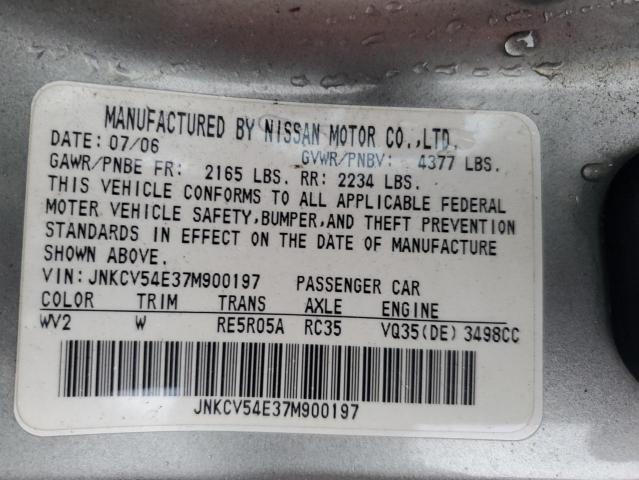 MANUFACTURED BY NISSAN MOTOR CO.,LTD.
DATE: 07/06 GVWR/PNBV: 4377 LBS.
GAWR/PNBE FR: 2165 LBS. RR: 2234 LBS.
THIS VEHICLE CONFORMS TO ALL APPLICABLE FEDERAL
MOTER VEHICLE SAFETY,BUMPER,AND THEFT PREVENTION
STANDARDS IN EFFECT ON THE DATE OF MANUFACTURE
SHOWN ABOVE.
VIN:JNKCV54E37M900197 PASSENGER CAR
COLOR TRIM TRANS AXLE ENGINE
WV2 W RE5R05A RC35 VQ35(DE) 3498CC
JNKCV54E37M900197